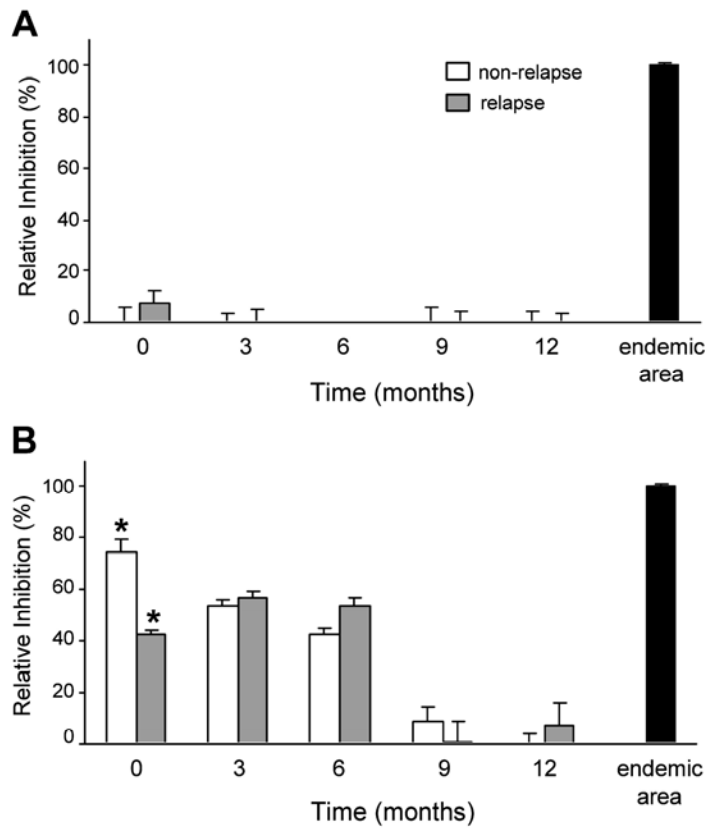 A
Relative Inhibition (%)
100
80
60
40
20
0
non-relapse
relapse
0 3 6 9 12 endemic
area
Time (months)
B
Relative Inhibition (%)
100
80
60
40
20
0
*
*
0 3 6 9 12 endemic
area
Time (months)